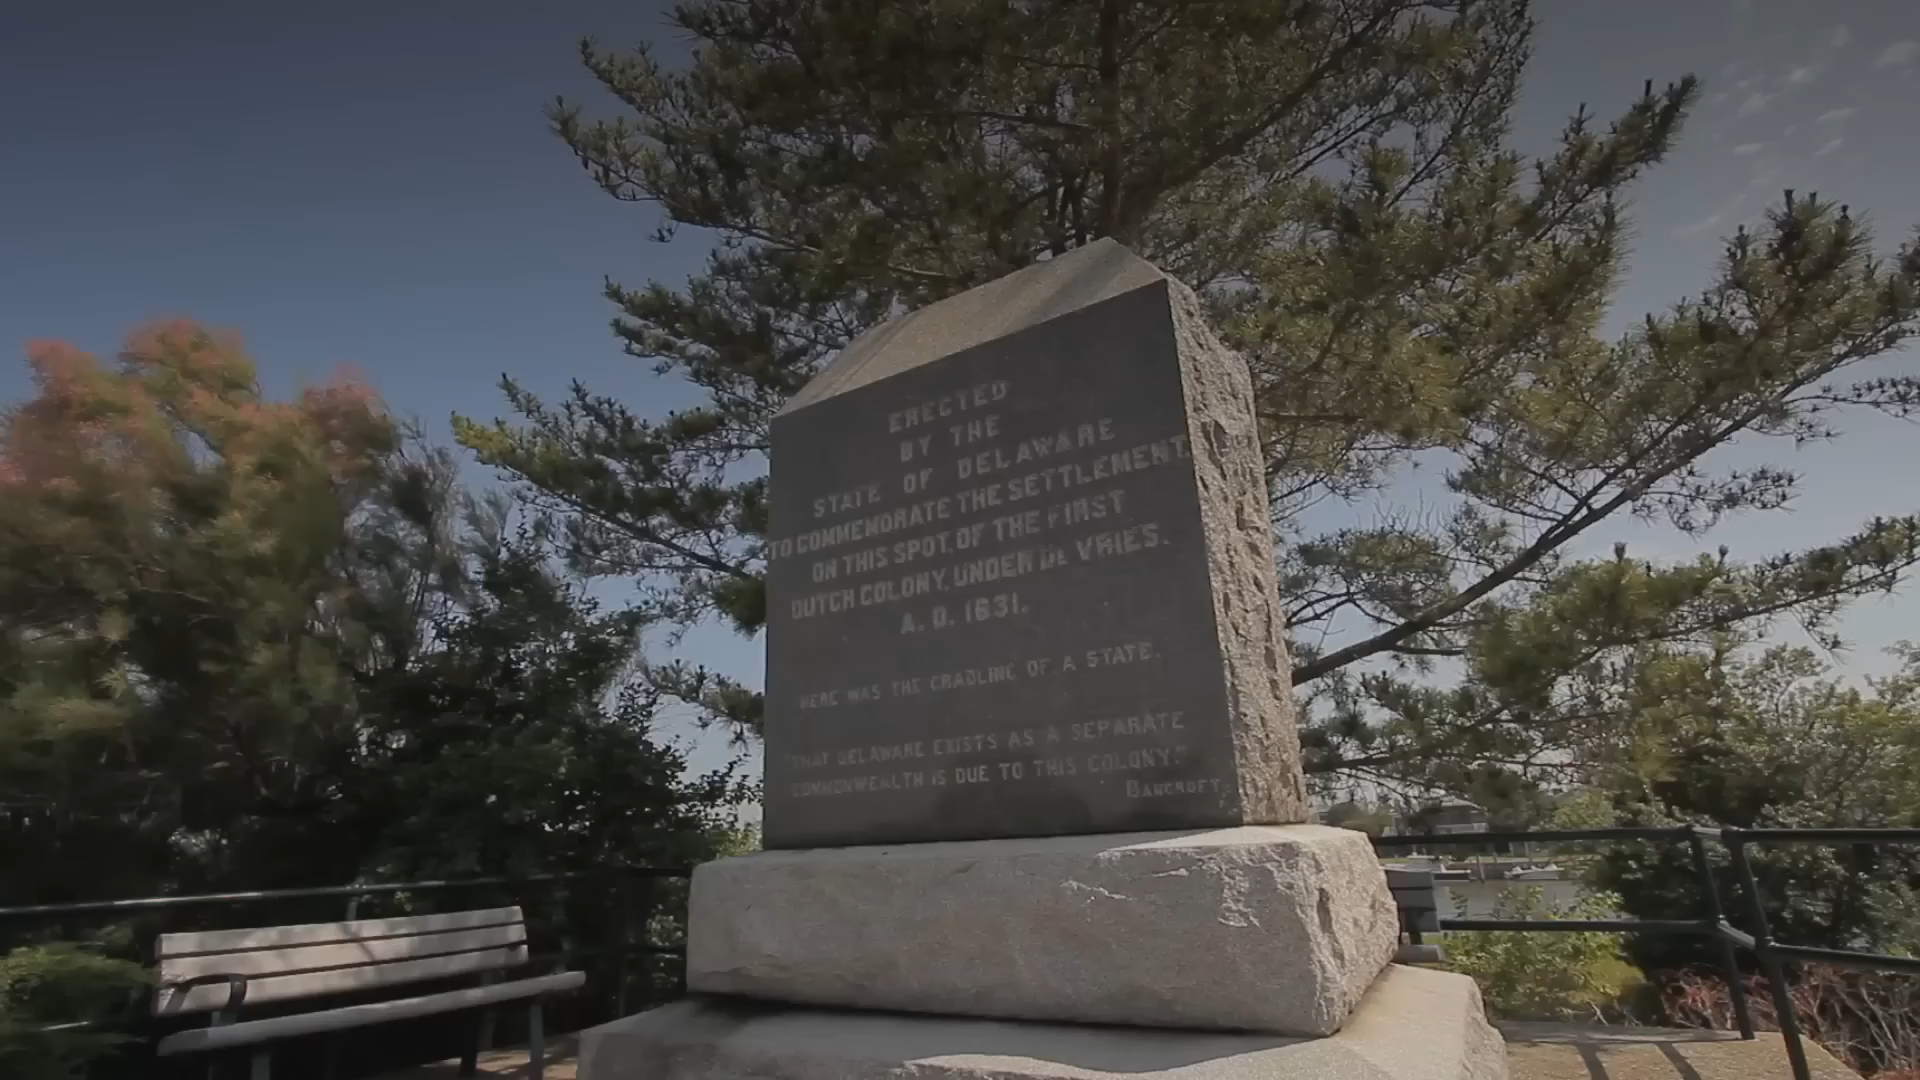 ERECTED
BY THE
STATE OF DELAWARE
TO COMMEMORATE THE SETTLEMENT
ON THIS SPOT, OF THE FIRST
DUTCH COLONY, UNDER DE VRIES.
A. D. 1631.
HERE WAS THE CRADLING OF A STATE.
"THAT DELAWARE EXISTS AS A SEPARATE
COMMONWEALTH IS DUE TO THIS COLONY."
BANCROFT.